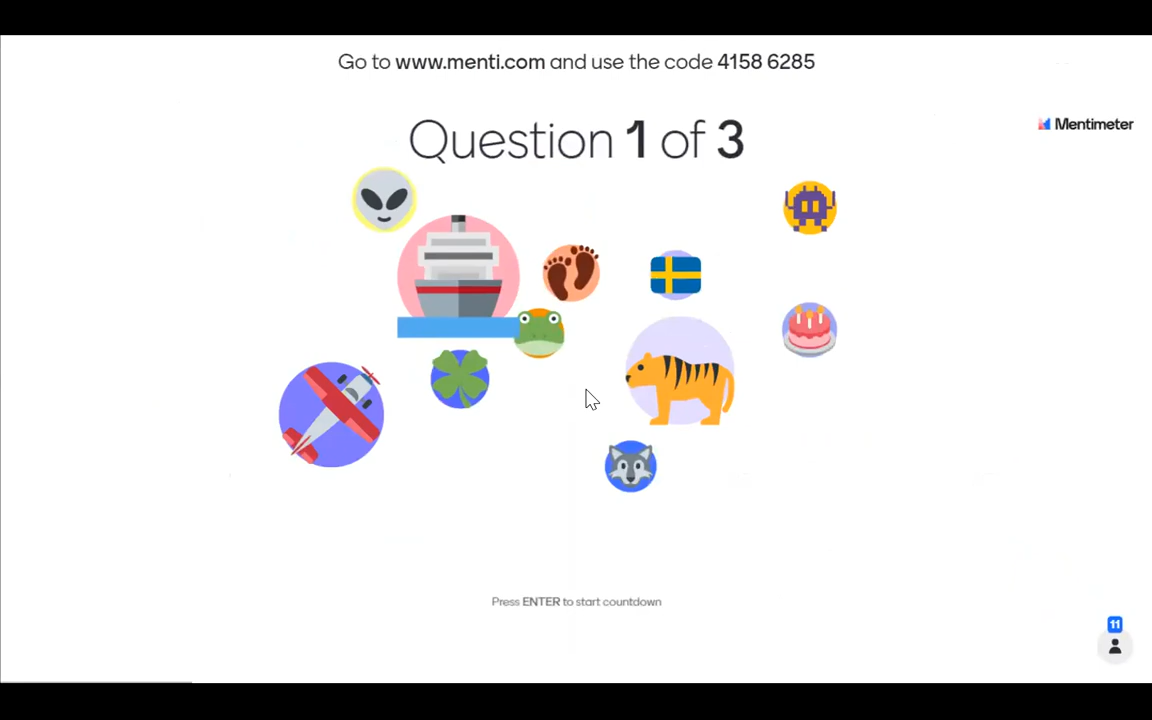 Go to www.menti.com and use the code 4158 6285
Question 1 of 3
Mentimeter
Press ENTER to start countdown
11